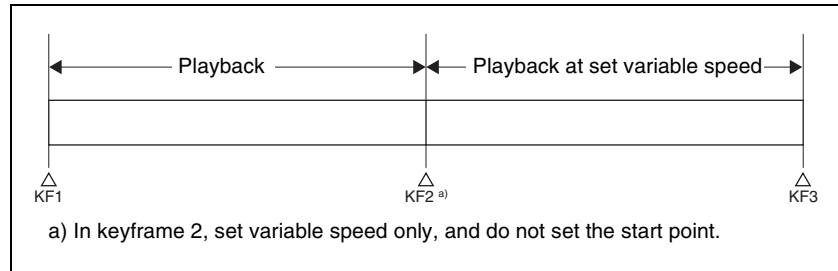 Playback Playback at set variable speed
KF1 KF2 a) KF3
a) In keyframe 2, set variable speed only, and do not set the start point.